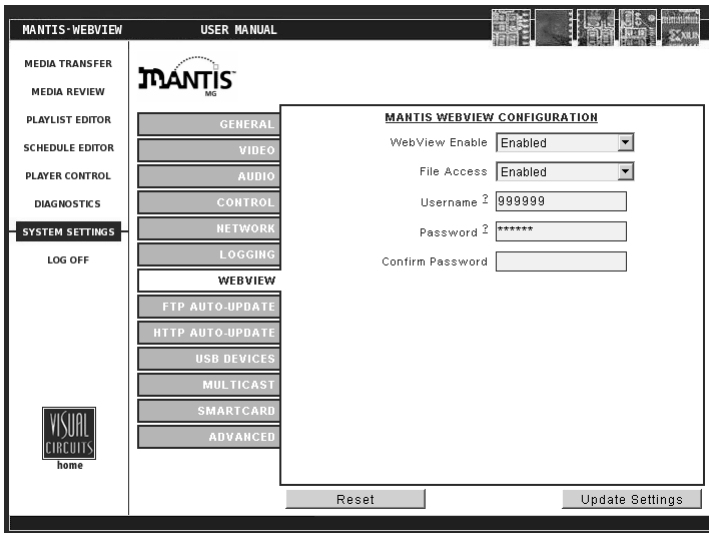 MANTIS-WEBVIEW USER MANUAL
MEDIA TRANSFER
MEDIA REVIEW
PLAYLIST EDITOR
SCHEDULE EDITOR
PLAYER CONTROL
DIAGNOSTICS
SYSTEM SETTINGS
LOG OFF
VISUAL
CIRCUITS
home
MANTIS
MG
GENERAL
VIDEO
AUDIO
CONTROL
NETWORK
LOGGING
WEBVIEW
FTP AUTO-UPDATE
HTTP AUTO-UPDATE
USB DEVICES
MULTICAST
SMARTCARD
ADVANCED
MANTIS WEBVIEW CONFIGURATION
WebView Enable Enabled
File Access Enabled
Username ? 999999
Password ? ******
Confirm Password
Reset Update Settings